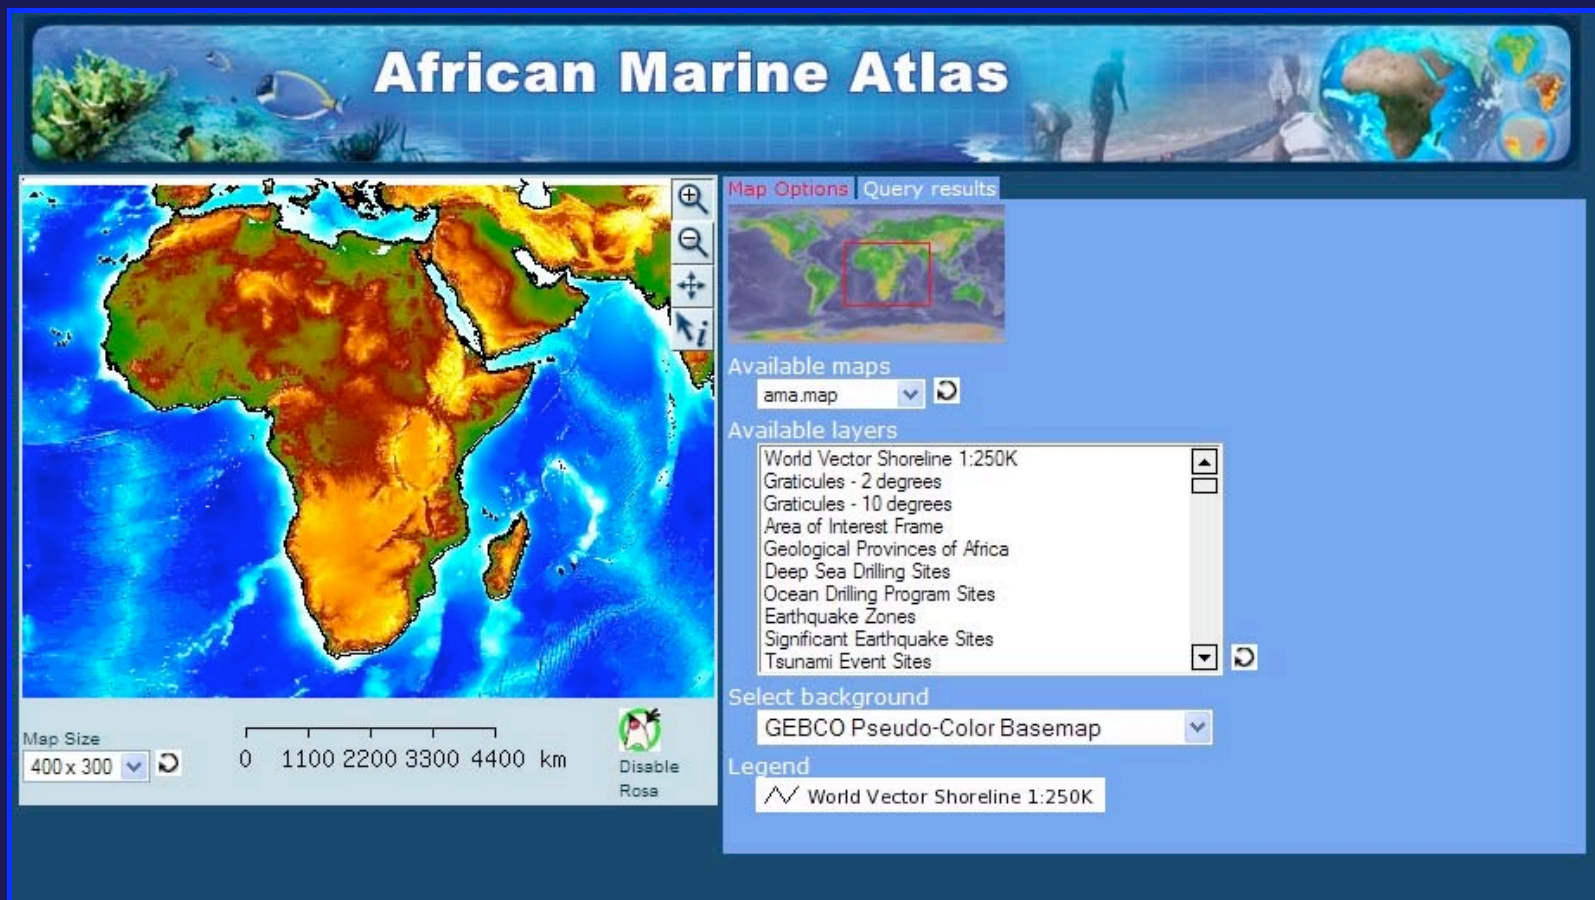 African Marine Atlas
Map Options Query results
Available maps
ama.map
Available layers
World Vector Shoreline 1:250K
Graticules - 2 degrees
Graticules - 10 degrees
Area of Interest Frame
Geological Provinces of Africa
Deep Sea Drilling Sites
Ocean Drilling Program Sites
Earthquake Zones
Significant Earthquake Sites
Tsunami Event Sites
Select background
GEBCO Pseudo-Color Basemap
Legend
World Vector Shoreline 1:250K
Map Size
400 x 300
0 1100 2200 3300 4400 km
Disable
Rosa